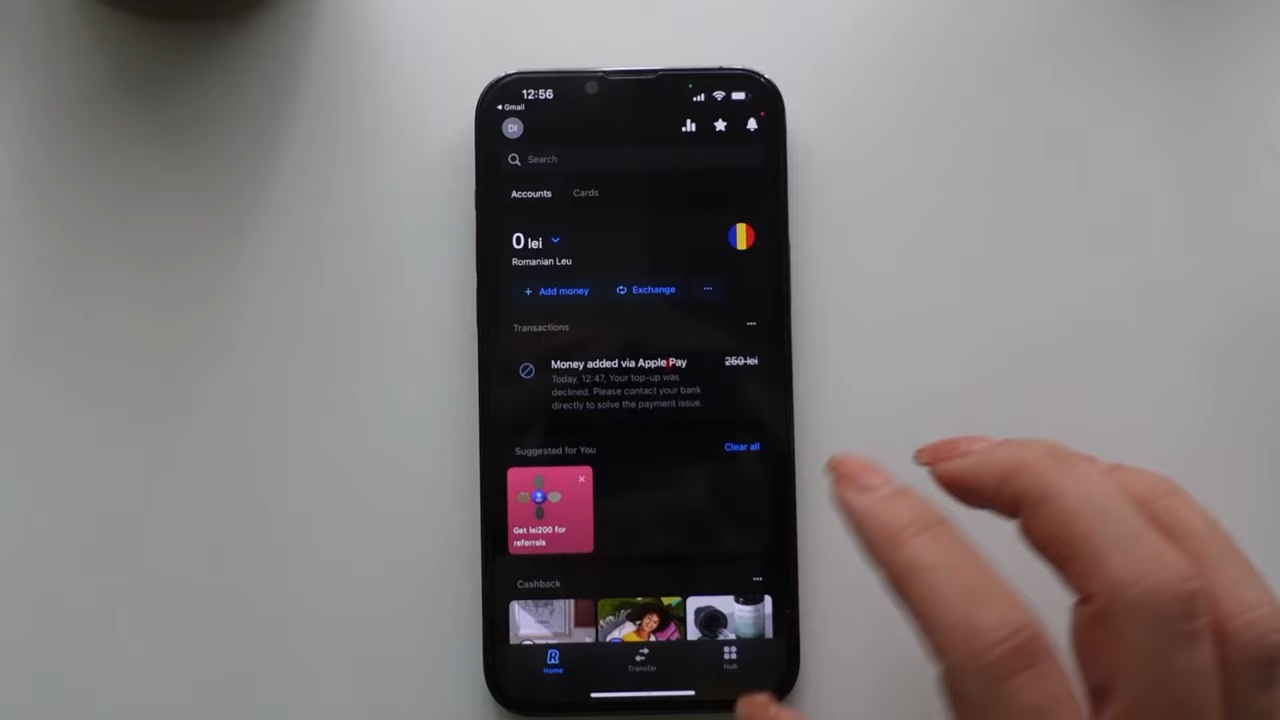 12:56
◀ Gmail
DI
Search
Accounts Cards
0 lei
Romanian Leu
+ Add money Exchange ···
Transactions ···
Money added via Apple Pay 250 lei
Today, 12:47, Your top-up was
declined. Please contact your bank
directly to solve the payment issue.
Suggested for You Clear all
Get lei200 for
referrals
Cashback ···
R
Home Transfer Hub